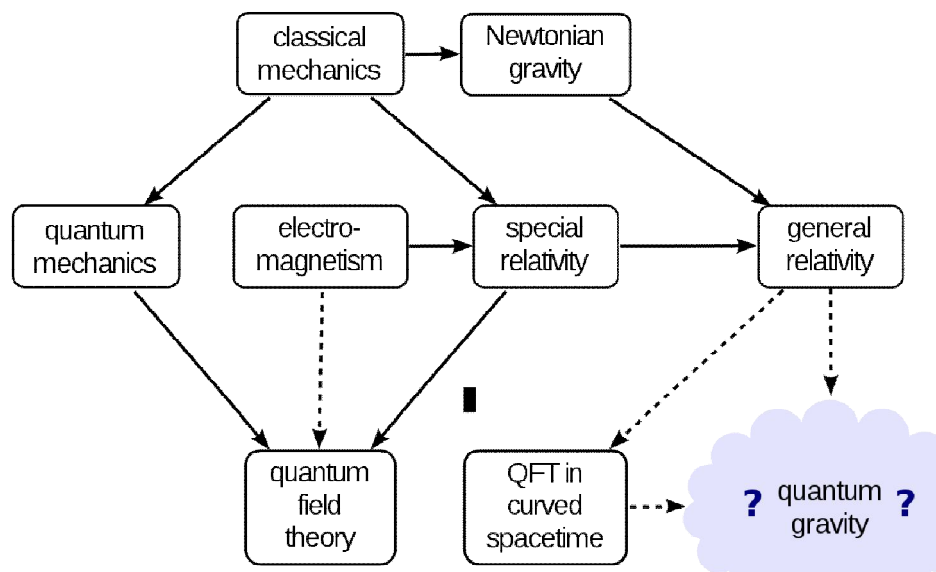 classical
mechanics
Newtonian
gravity
quantum
mechanics
electro-
magnetism
special
relativity
general
relativity
quantum
field
theory
QFT in
curved
spacetime
? quantum ?
gravity